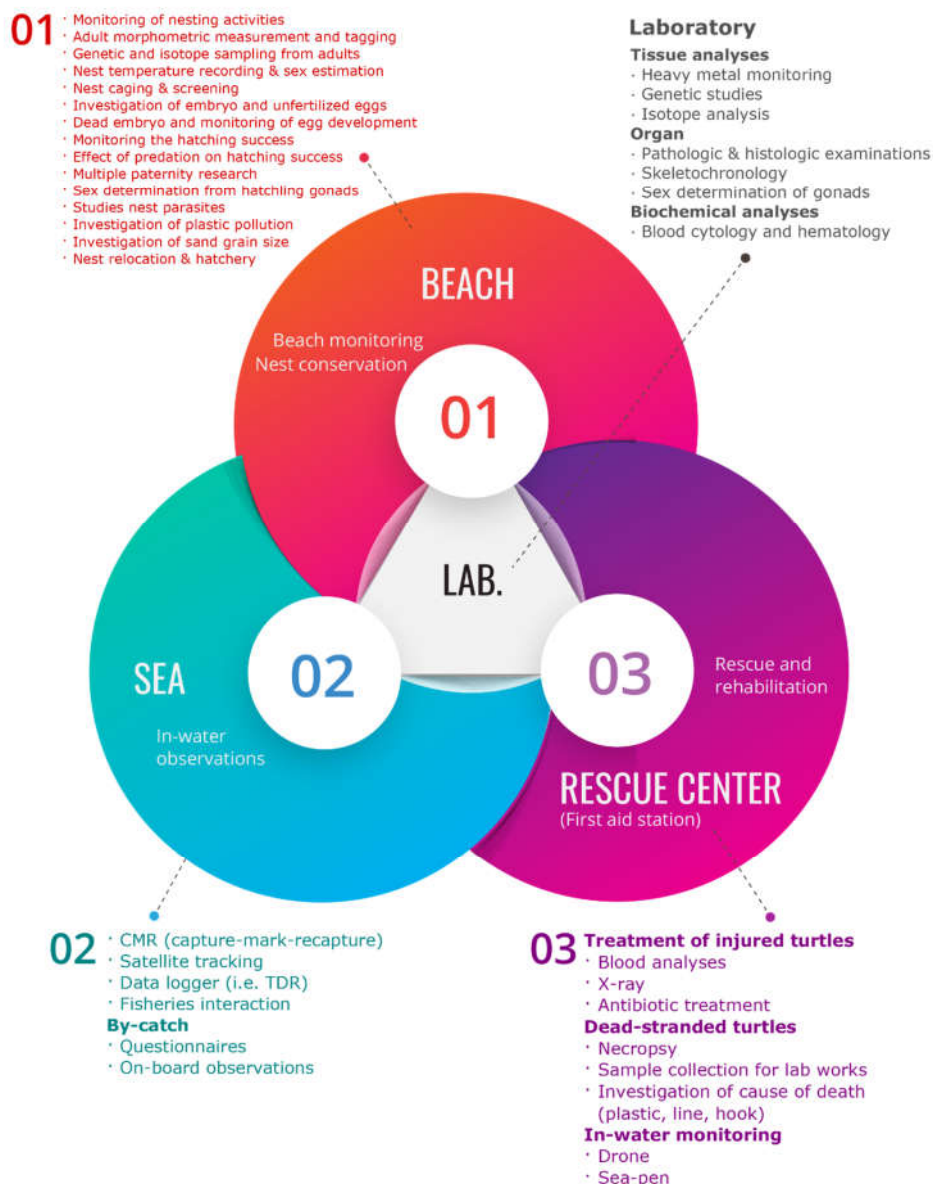 01
· Monitoring of nesting activities
· Adult morphometric measurement and tagging
· Genetic and isotope sampling from adults
· Nest temperature recording & sex estimation
· Nest caging & screening
· Investigation of embryo and unfertilized eggs
· Dead embryo and monitoring of egg development
· Monitoring the hatching success
· Effect of predation on hatching success
· Multiple paternity research
· Sex determination from hatchling gonads
· Studies nest parasites
· Investigation of plastic pollution
· Investigation of sand grain size
· Nest relocation & hatchery
Laboratory
Tissue analyses
· Heavy metal monitoring
· Genetic studies
· Isotope analysis
Organ
· Pathologic & histologic examinations
· Skeletochronology
· Sex determination of gonads
Biochemical analyses
· Blood cytology and hematology
BEACH
Beach monitoring
Nest conservation
01
LAB.
SEA
In-water
observations
02
03
Rescue and
rehabilitation
RESCUE CENTER
(First aid station)
02
· CMR (capture-mark-recapture)
· Satellite tracking
· Data logger (i.e. TDR)
· Fisheries interaction
By-catch
· Questionnaires
· On-board observations
03
Treatment of injured turtles
· Blood analyses
· X-ray
· Antibiotic treatment
Dead-stranded turtles
· Necropsy
· Sample collection for lab works
· Investigation of cause of death
(plastic, line, hook)
In-water monitoring
· Drone
· Sea-pen